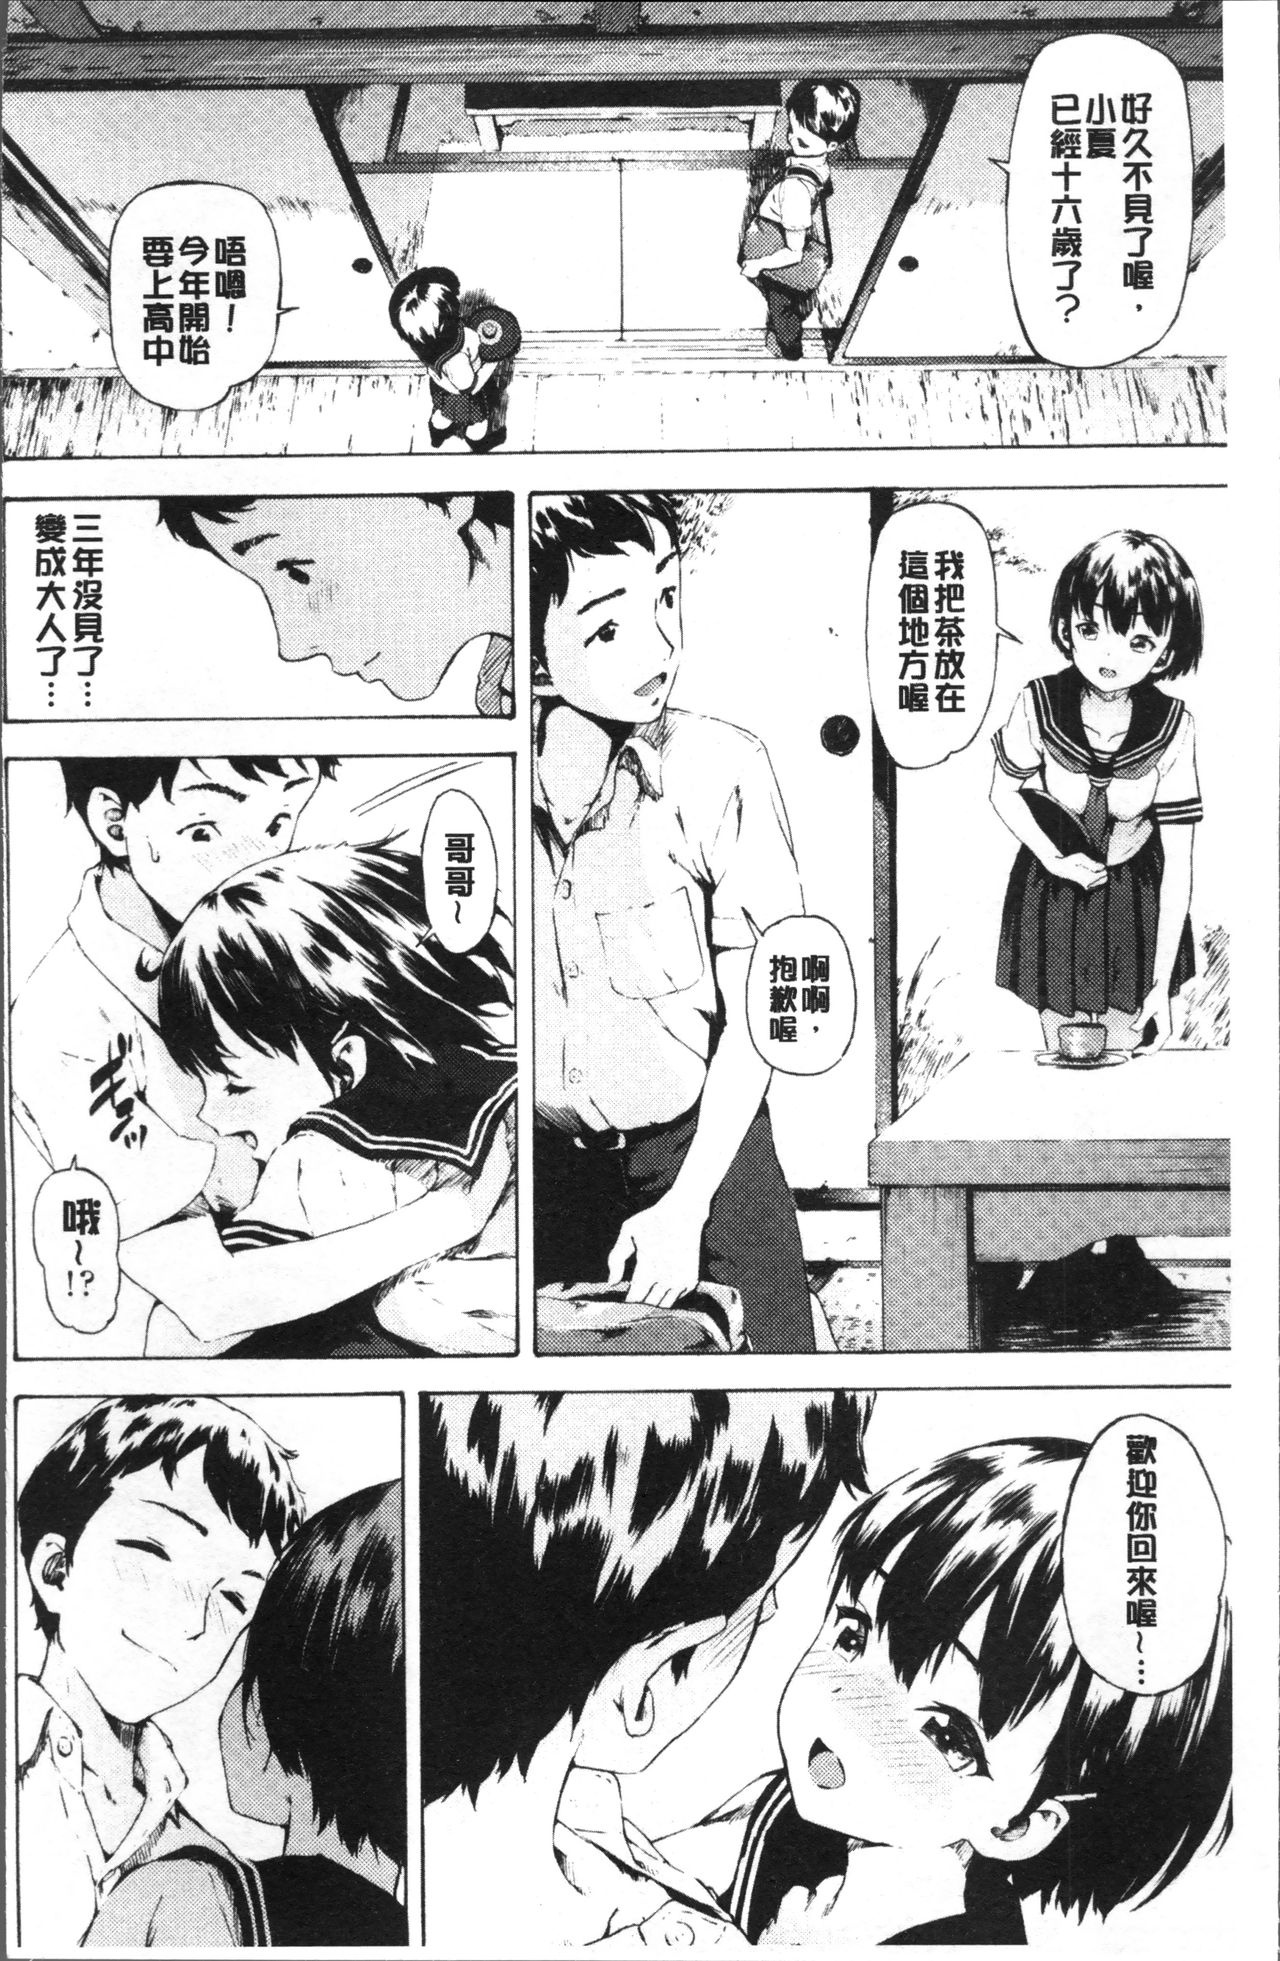 好久不見了喔，
小夏
已經十六歲了？
唔嗯！
今年開始
要上高中
我把茶放在
這個地方喔
啊啊，
抱歉喔
三年沒見了…
變成大人了…
哥哥～
哦～!?
歡迎你回來喔～…